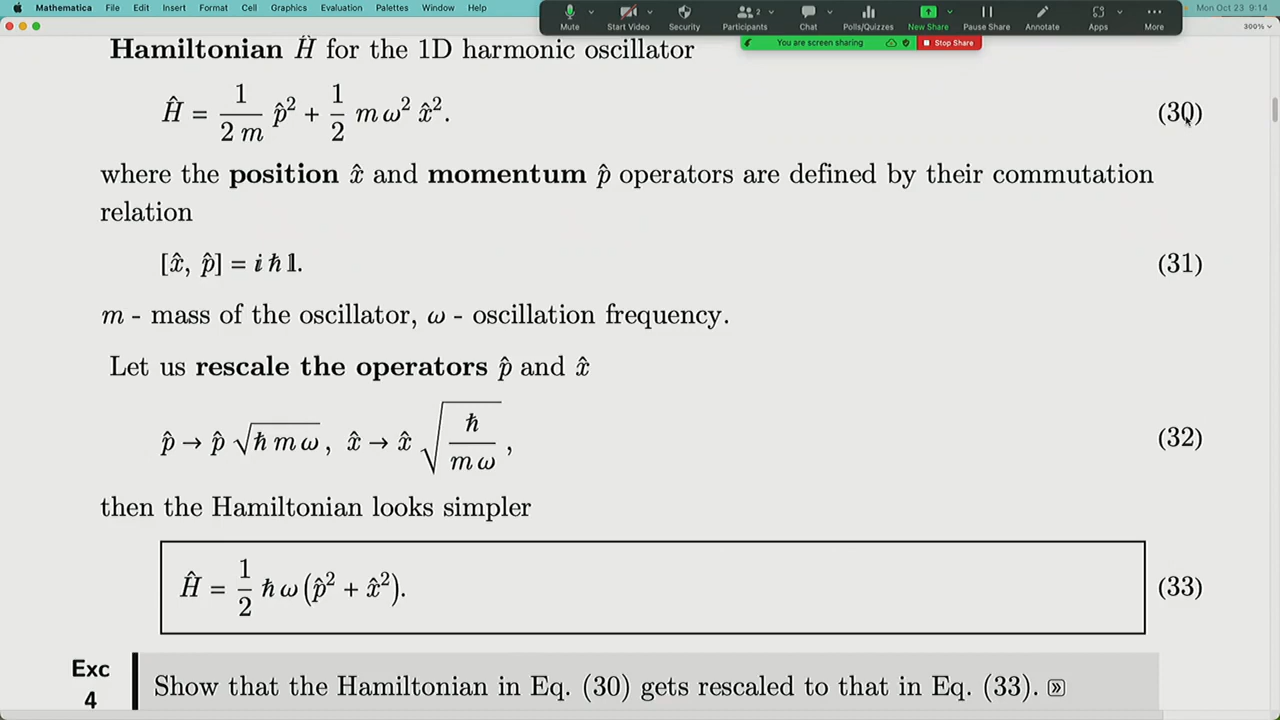 Mathematica File Edit Insert Format Cell Graphics Evaluation Palettes Window Help Mon Oct 23 9:14
Mute Start Video Security Participants 2 Chat Polls/Quizzes New Share Pause Share Annotate Apps More
You are screen sharing Stop Share
300%
Hamiltonian Ĥ for the 1D harmonic oscillator
Ĥ = 1/(2 m) p̂² + 1/2 m ω² x̂². (30)
where the position x̂ and momentum p̂ operators are defined by their commutation
relation
[x̂, p̂] = i ℏ 𝟙. (31)
m - mass of the oscillator, ω - oscillation frequency.
Let us rescale the operators p̂ and x̂
p̂ → p̂ √(ℏ m ω), x̂ → x̂ √(ℏ/(m ω)), (32)
then the Hamiltonian looks simpler
Ĥ = 1/2 ℏ ω (p̂² + x̂²). (33)
Exc
4
Show that the Hamiltonian in Eq. (30) gets rescaled to that in Eq. (33). »